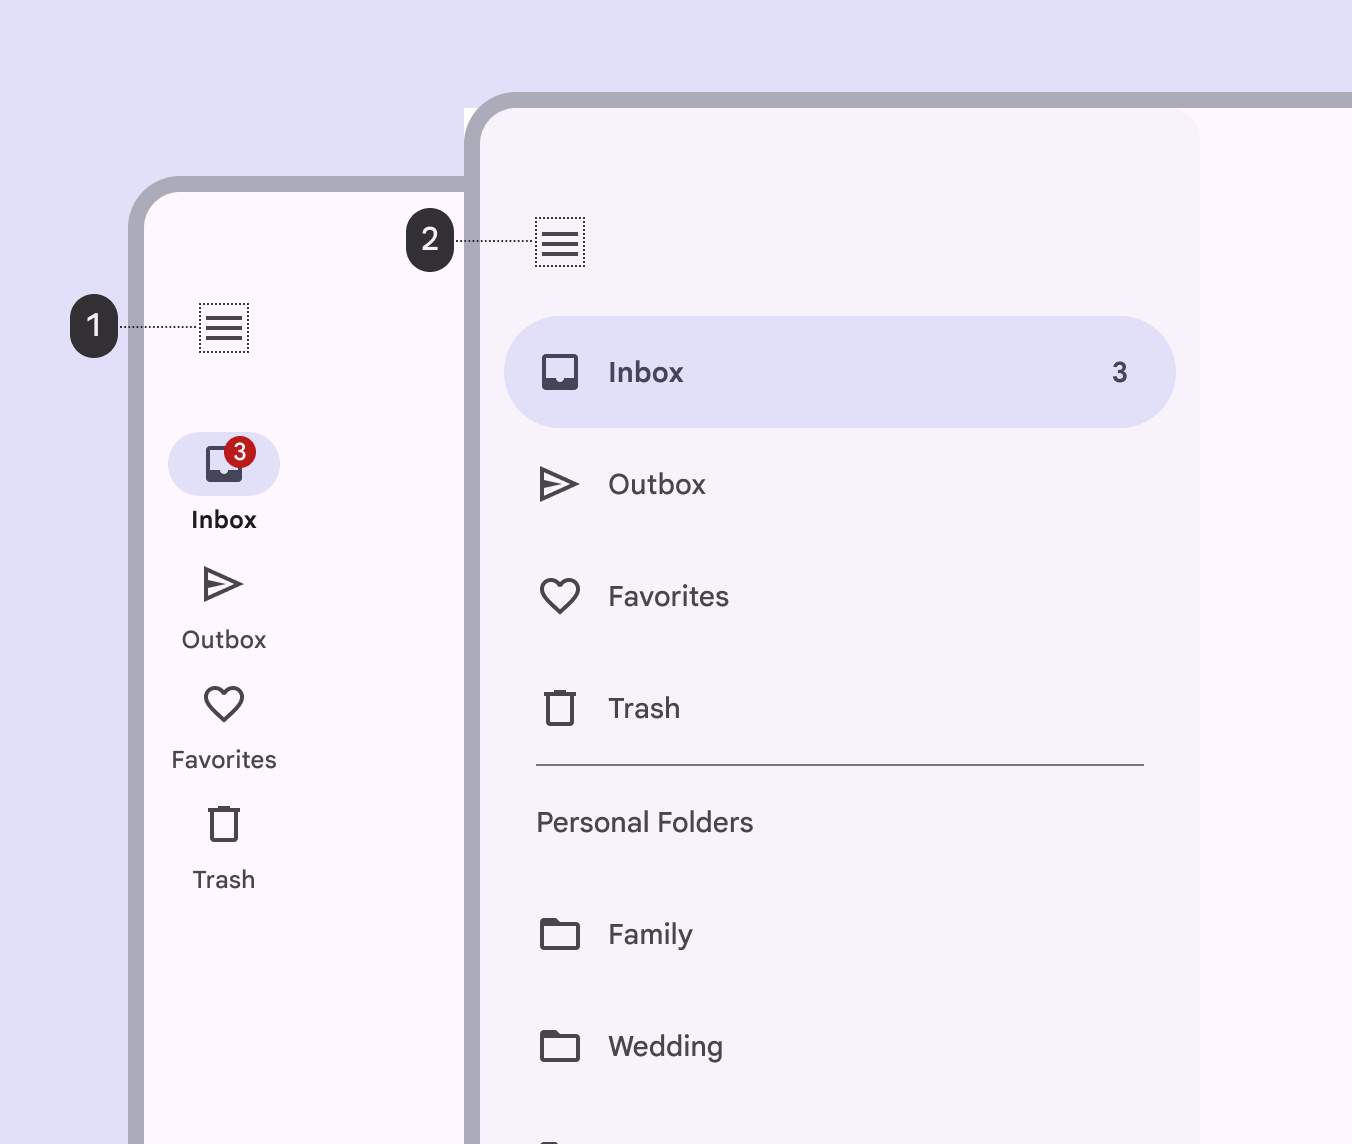 1
3
Inbox
Outbox
Favorites
Trash
2
Inbox 3
Outbox
Favorites
Trash
Personal Folders
Family
Wedding